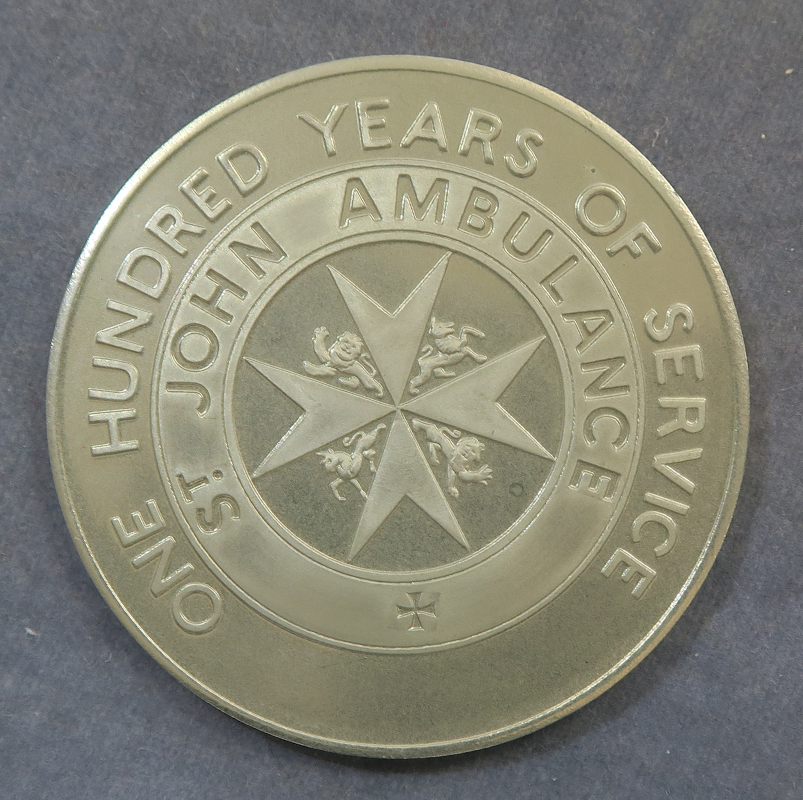 ONE HUNDRED YEARS OF SERVICE
ST. JOHN AMBULANCE